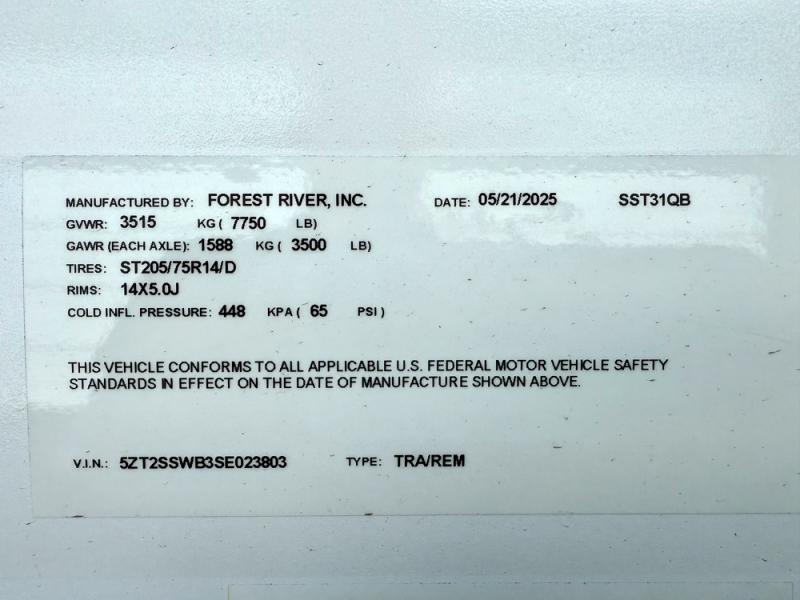 MANUFACTURED BY: FOREST RIVER, INC. DATE: 05/21/2025 SST31QB
GVWR: 3515 KG ( 7750 LB)
GAWR (EACH AXLE): 1588 KG ( 3500 LB)
TIRES: ST205/75R14/D
RIMS: 14X5.0J
COLD INFL. PRESSURE: 448 KPA ( 65 PSI )
THIS VEHICLE CONFORMS TO ALL APPLICABLE U.S. FEDERAL MOTOR VEHICLE SAFETY
STANDARDS IN EFFECT ON THE DATE OF MANUFACTURE SHOWN ABOVE.
V.I.N.: 5ZT2SSWB3SE023803 TYPE: TRA/REM